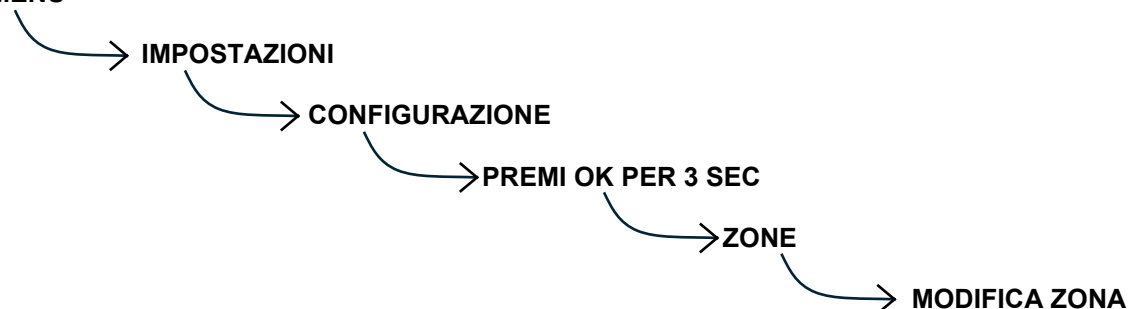 IMPOSTAZIONI
CONFIGURAZIONE
PREMI OK PER 3 SEC
ZONE
MODIFICA ZONA